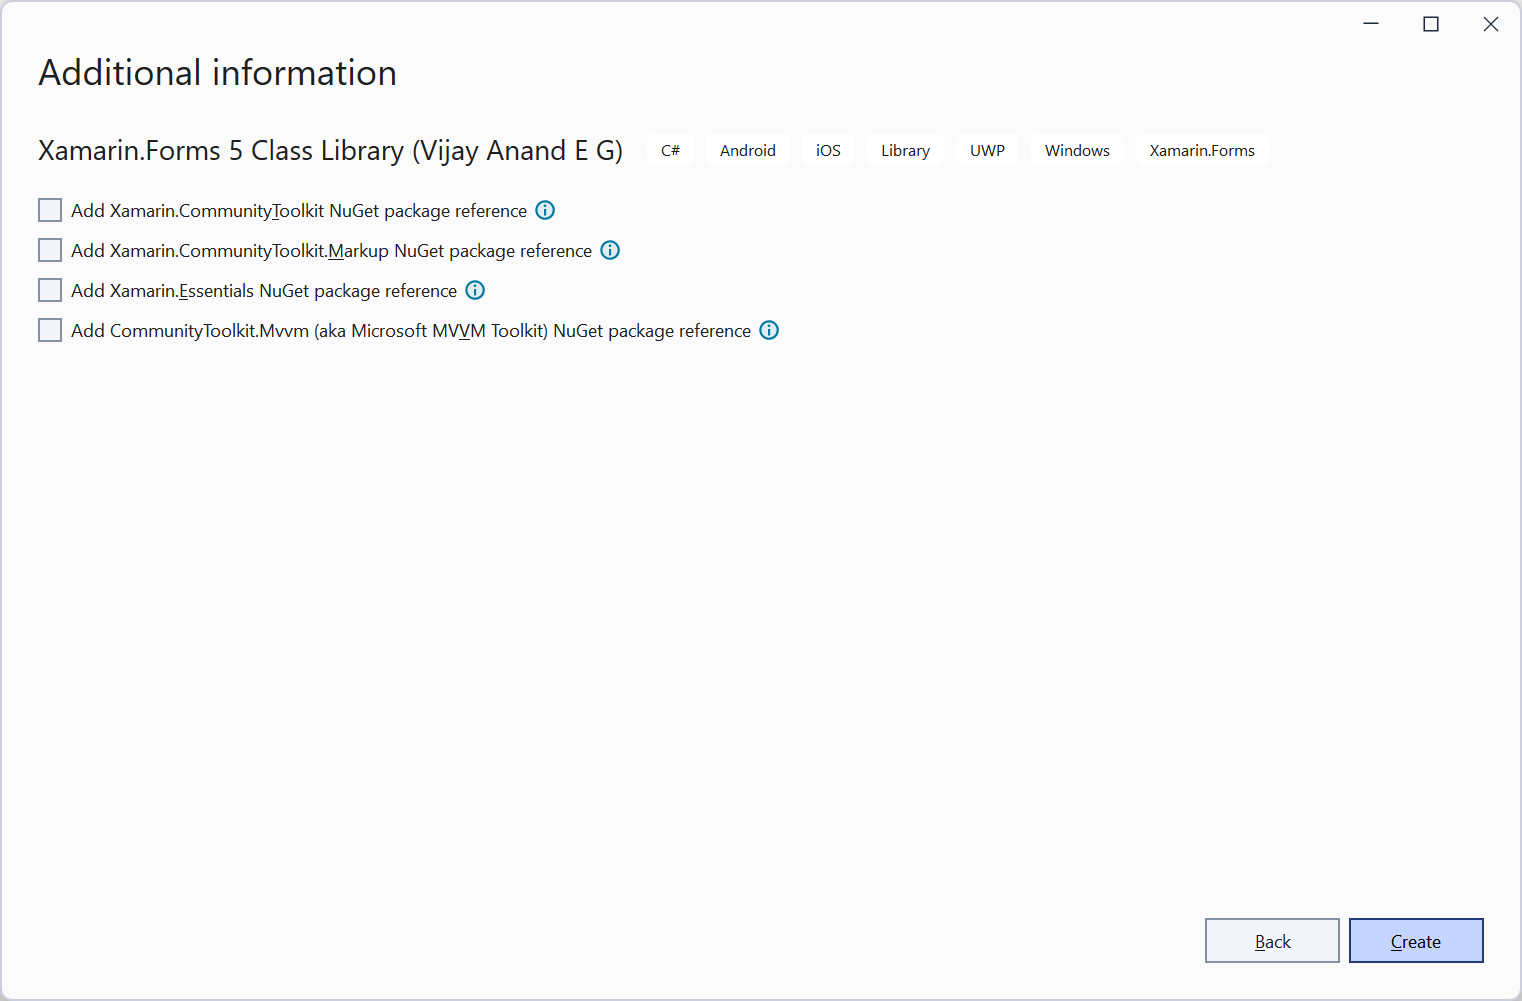 Additional information
Xamarin.Forms 5 Class Library (Vijay Anand E G) C# Android iOS Library UWP Windows Xamarin.Forms
Add Xamarin.CommunityToolkit NuGet package reference
Add Xamarin.CommunityToolkit.Markup NuGet package reference
Add Xamarin.Essentials NuGet package reference
Add CommunityToolkit.Mvvm (aka Microsoft MVVM Toolkit) NuGet package reference
Back Create